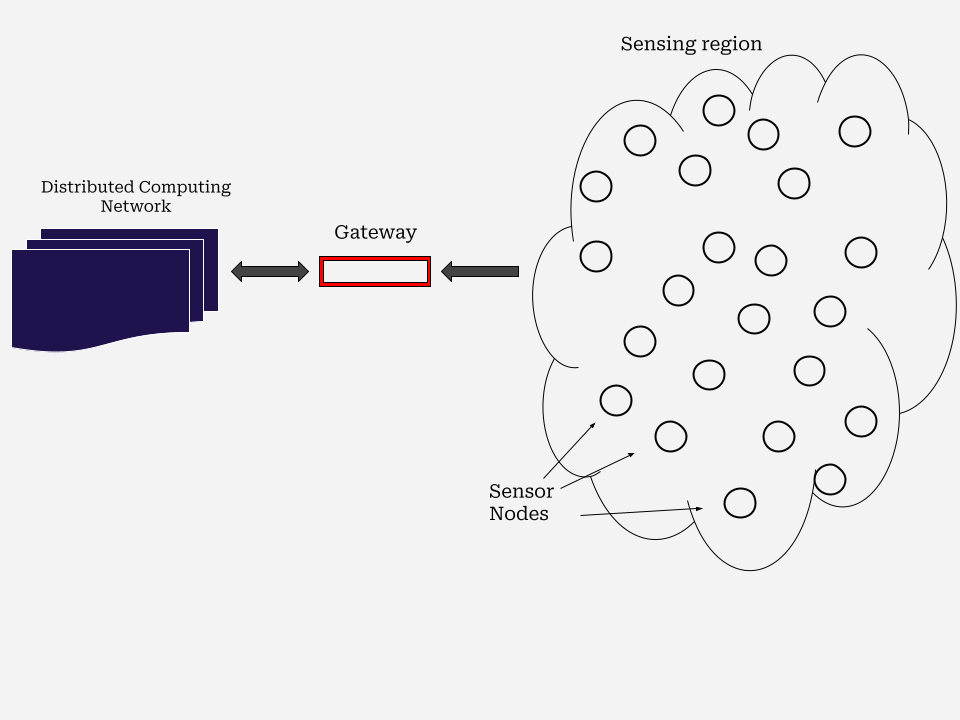 Sensing region
Distributed Computing
Network
Gateway
Sensor
Nodes